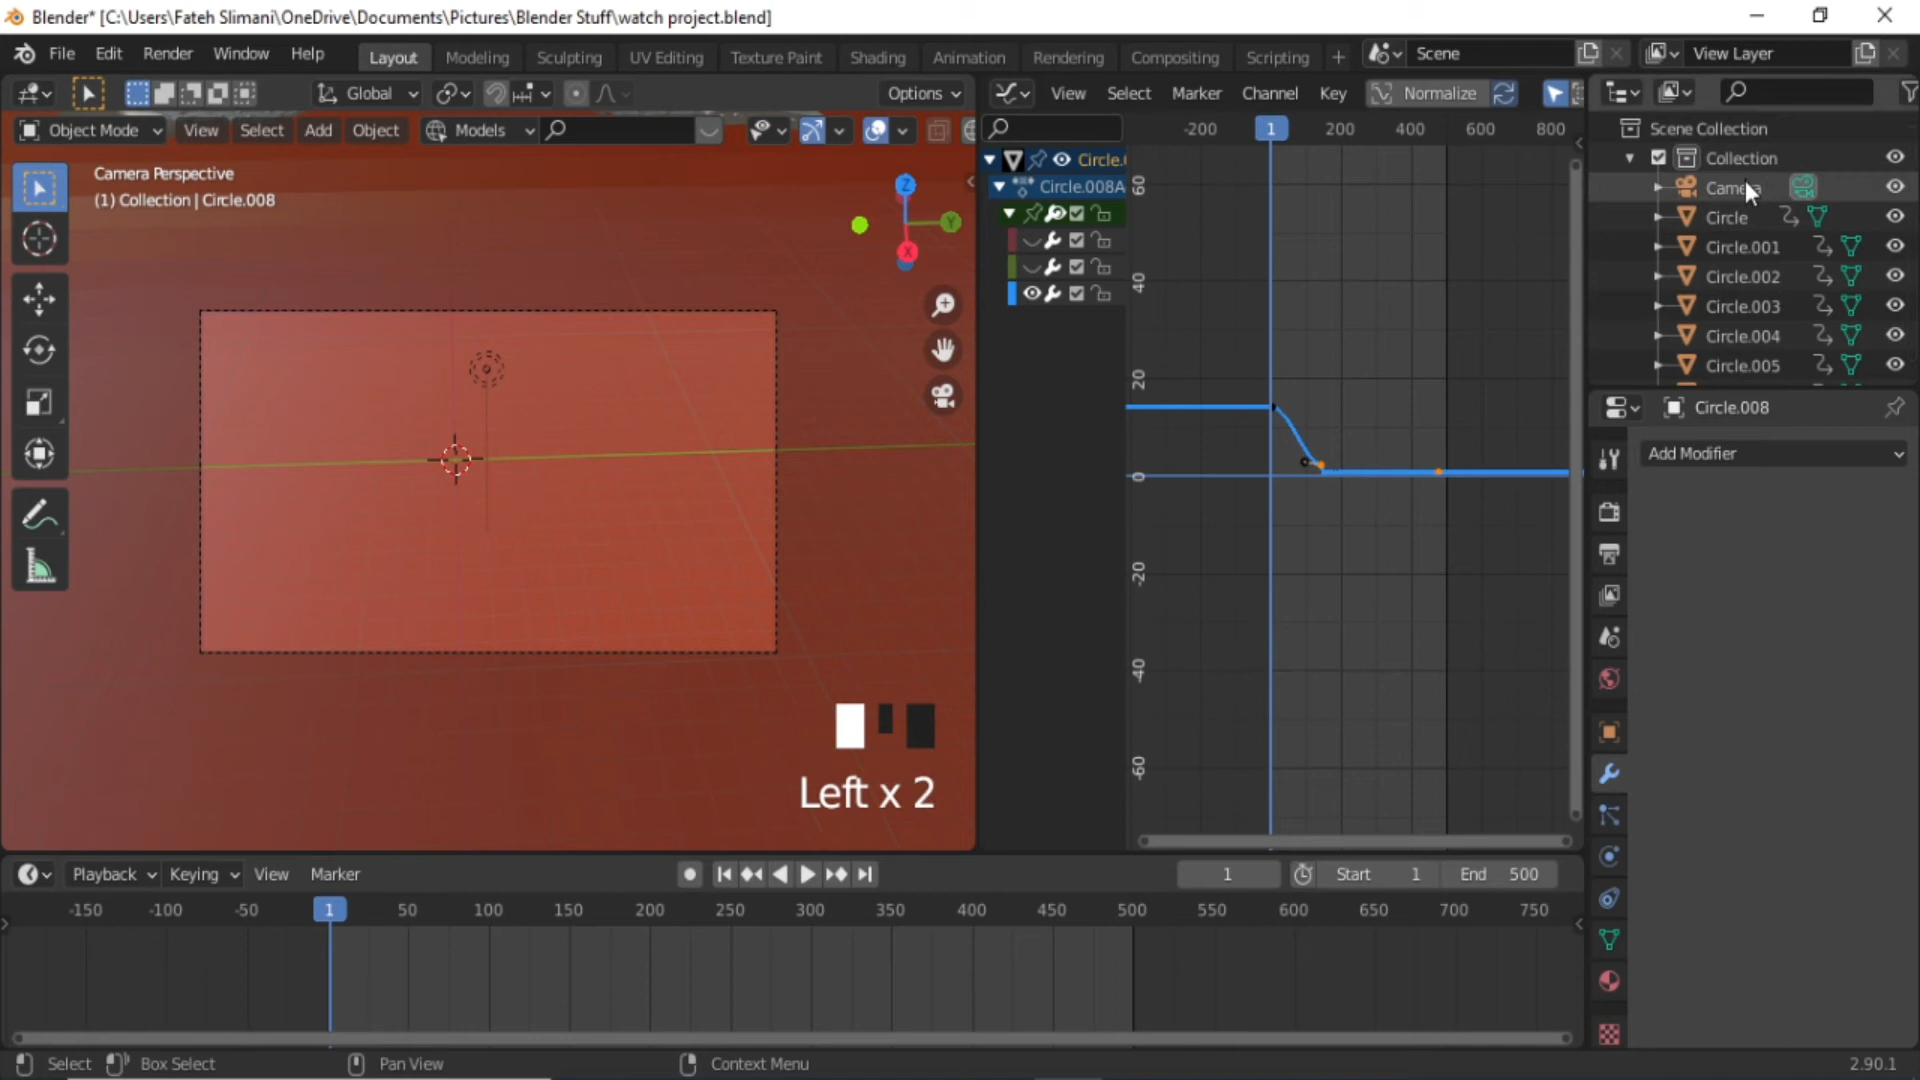 Blender* [C:\Users\Fateh Slimani\OneDrive\Documents\Pictures\Blender Stuff\watch project.blend]
File Edit Render Window Help Layout Modeling Sculpting UV Editing Texture Paint Shading Animation Rendering Compositing Scripting + Scene View Layer
Global Options View Select Marker Channel Key Normalize
Object Mode View Select Add Object Models -200 1 200 400 600 800 Scene Collection
Camera Perspective
(1) Collection | Circle.008
Z
Y
X
Circle.
Circle.008A
60
40
20
0
-20
-40
-60
Collection
Camera
Circle
Circle.001
Circle.002
Circle.003
Circle.004
Circle.005
Circle.008
Add Modifier
Left x 2
Playback Keying View Marker 1 Start 1 End 500
-150 -100 -50 1 50 100 150 200 250 300 350 400 450 500 550 600 650 700 750
Select Box Select Pan View Context Menu 2.90.1